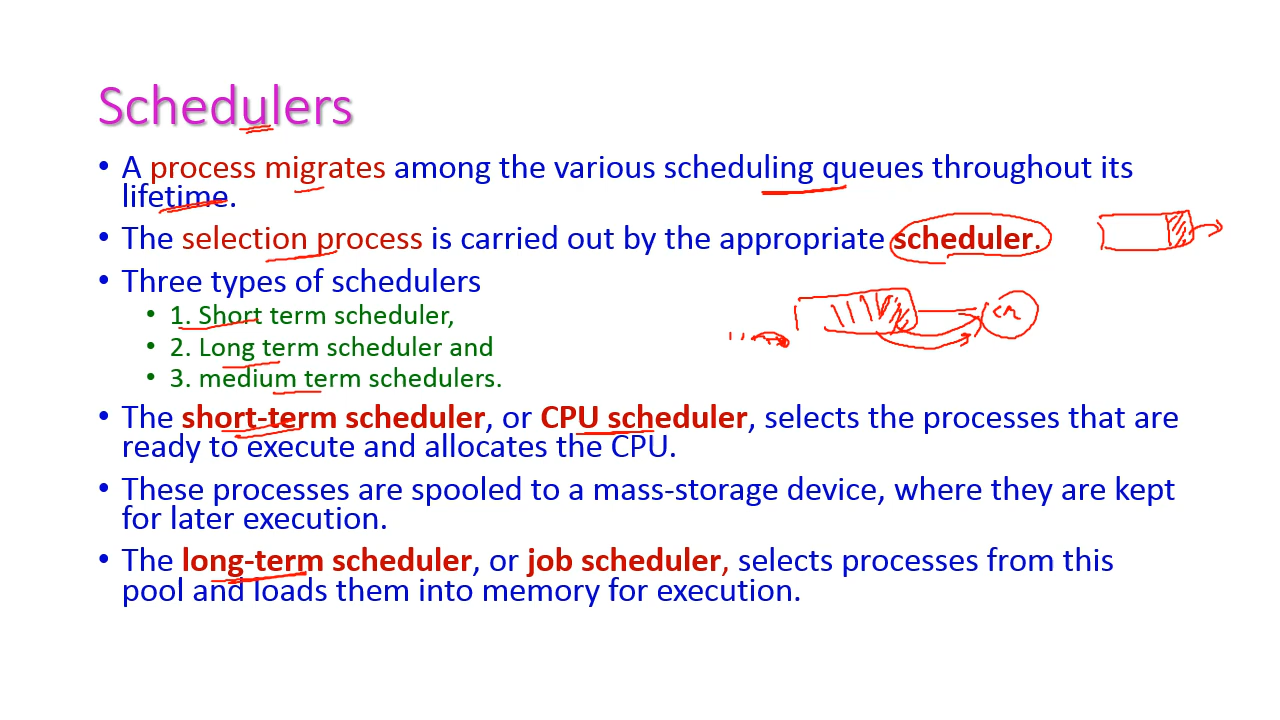 Schedulers
• A process migrates among the various scheduling queues throughout its
lifetime.
• The selection process is carried out by the appropriate scheduler.
• Three types of schedulers
• 1. Short term scheduler,
• 2. Long term scheduler and
• 3. medium term schedulers.
• The short-term scheduler, or CPU scheduler, selects the processes that are
ready to execute and allocates the CPU.
• These processes are spooled to a mass-storage device, where they are kept
for later execution.
• The long-term scheduler, or job scheduler, selects processes from this
pool and loads them into memory for execution.